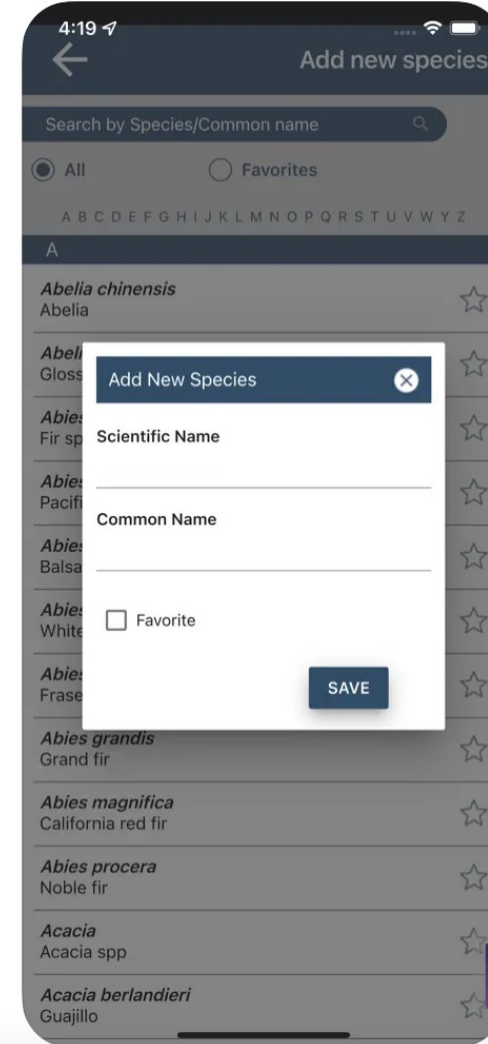 4:19
Add new species
Search by Species/Common name
All
Favorites
A B C D E F G H I J K L M N O P Q R S T U V W Y Z
A
Abelia chinensis
Abelia
Add New Species
Scientific Name
Common Name
Favorite
SAVE
Abies grandis
Grand fir
Abies magnifica
California red fir
Abies procera
Noble fir
Acacia
Acacia spp
Acacia berlandieri
Guajillo